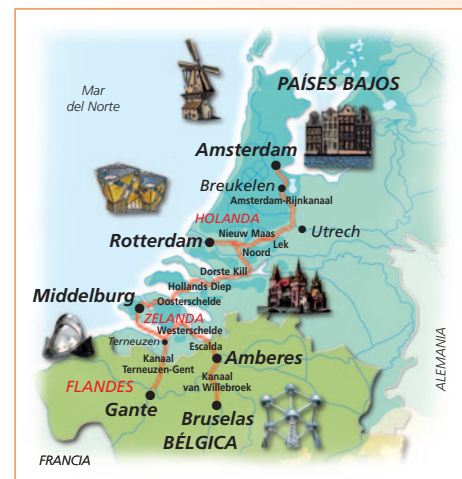 Mar
del Norte
PAÍSES BAJOS
Amsterdam
Breukelen
Amsterdam-Rijnkanaal
HOLANDA
Nieuw Maas
Utrech
Lek
Rotterdam
Noord
Dorste Kill
Hollands Diep
Middelburg
Oosterschelde
ZELANDA
Westerschelde
Terneuzen
Escalda
Kanaal
Terneuzen-Gent
Amberes
Kanaal
van Willebroek
FLANDES
Gante
Bruselas
BÉLGICA
ALEMANIA
FRANCIA